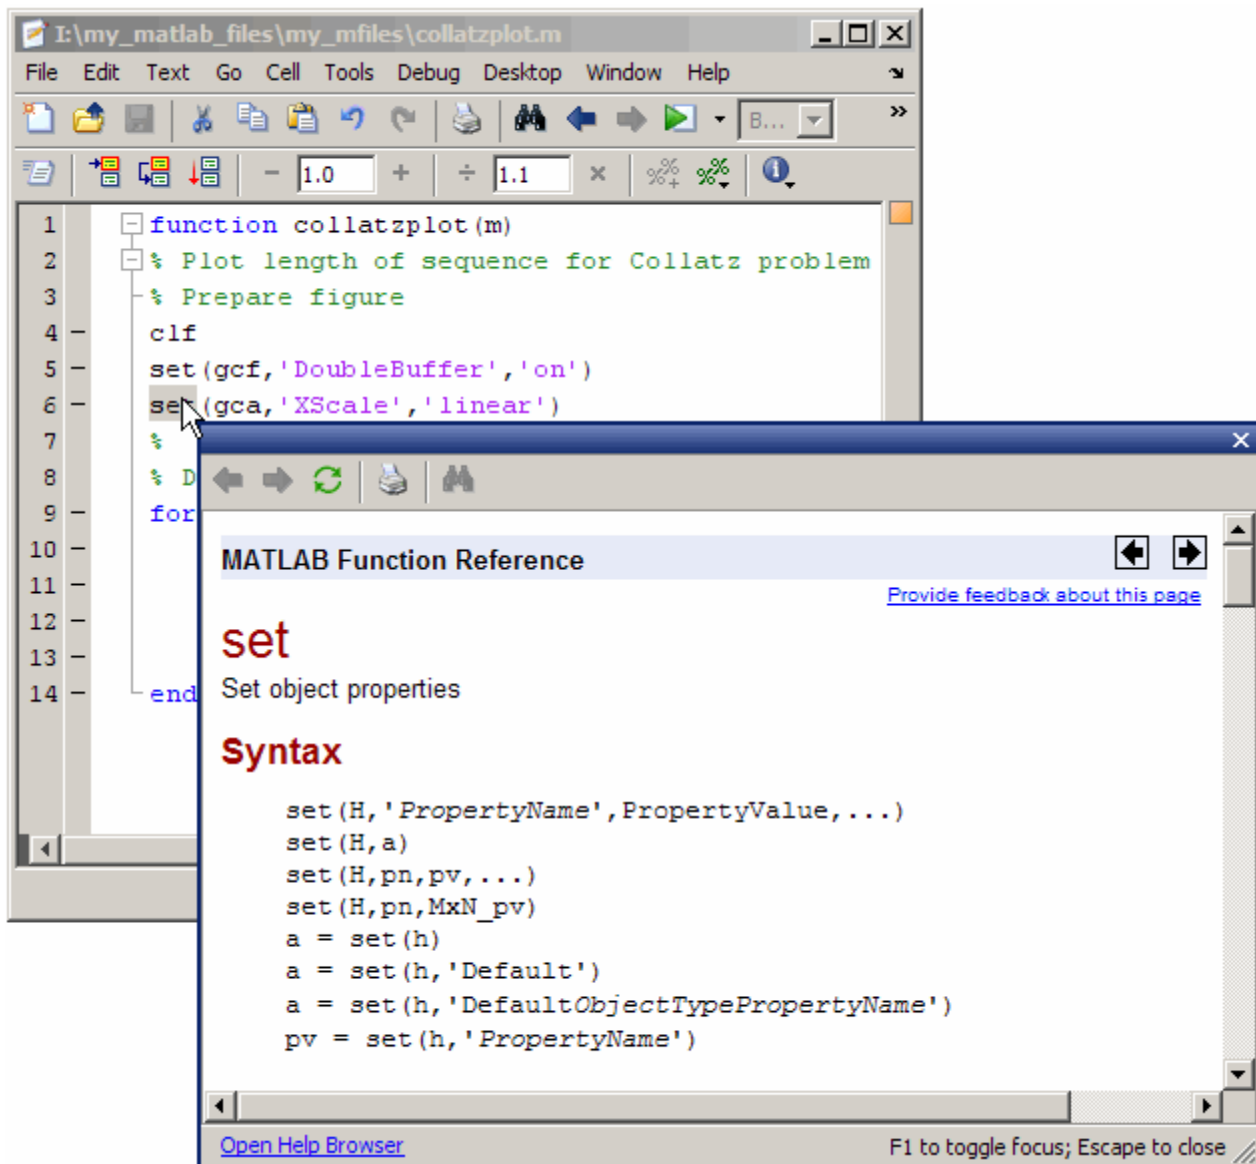 I:\my_matlab_files\my_mfiles\collatzplot.m
File Edit Text Go Cell Tools Debug Desktop Window Help
B...
1.0 1.1
1 function collatzplot(m)
2 % Plot length of sequence for Collatz problem
3 % Prepare figure
4 clf
5 set(gcf,'DoubleBuffer','on')
6 set(gca,'XScale','linear')
7 %
8 % D
9 for
10
11
12
13
14 end
MATLAB Function Reference
Provide feedback about this page
set
Set object properties
Syntax
set(H,'PropertyName',PropertyValue,...)
set(H,a)
set(H,pn,pv,...)
set(H,pn,MxN_pv)
a = set(h)
a = set(h,'Default')
a = set(h,'DefaultObjectTypePropertyName')
pv = set(h,'PropertyName')
Open Help Browser F1 to toggle focus; Escape to close